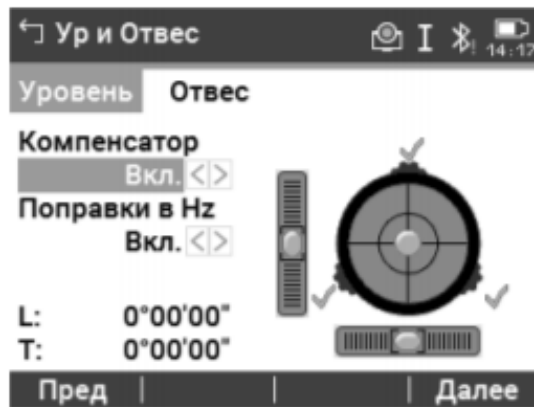 Ур и Отвес I 14:17
Уровень Отвес
Компенсатор
Вкл.
Поправки в Hz
Вкл.
L: 0°00'00"
T: 0°00'00"
Пред Далее